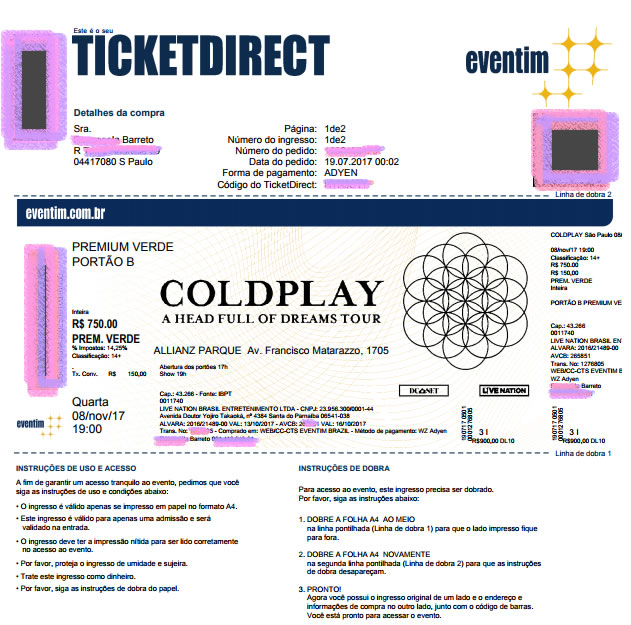 Este é o seu
TICKETDIRECT
eventim
Detalhes da compra
Sra.
Barreto
R
04417080 S Paulo
Página: 1de2
Número do ingresso: 1de2
Número do pedido:
Data do pedido: 19.07.2017 00:02
Forma de pagamento: ADYEN
Código do TicketDirect:
Linha de dobra 2
eventim.com.br
PREMIUM VERDE
PORTÃO B
COLDPLAY
A HEAD FULL OF DREAMS TOUR
Inteira
R$ 750.00
PREM. VERDE
% Impostos: 14,25%
Classificação: 14+
Tx. Conv. R$ 150,00
Quarta
08/nov/17
19:00
eventim
ALLIANZ PARQUE Av. Francisco Matarazzo, 1705
Abertura dos portões 17h
Show 19h
Cap.: 43.266 - Fonte: IBPT
0011740
LIVE NATION BRASIL ENTRETENIMENTO LTDA - CNPJ: 23.956.300/0001-44
Avenida Doutor Yojiro Takaoká, nº 4384 Santa de Parnaíba 06541-038
ALVARA: 2016/21489-00 VAL: 13/10/2017 - AVCB: 26 VAL: 16/10/2017
Trans. No: 5 - Comprado em: WEB/CC-CTS EVENTIM BRAZIL - Método de pagamento: WZ Adyen
Barreto
DC NET
LIVE NATION
3 I
R$900,00 DL10
3 I
R$900,00 DL10
COLDPLAY São Paulo 08/
08/nov/17 19:00
Classificação: 14+
R$ 750.00
R$ 150,00
PREM. VERDE
Inteira
PORTÃO B PREMIUM VE
Cap.: 43.266
0011740
LIVE NATION BRASIL EN
ALVARA: 2016/21489-00
AVCB: 265851
Trans. No: 1276805
WEB/CC-CTS EVENTIM E
WZ Adyen
Barreto
Linha de dobra 1
INSTRUÇÕES DE USO E ACESSO
A fim de garantir um acesso tranquilo ao evento, pedimos que você
siga as instruções de uso e condições abaixo:
• O ingresso é válido apenas se impresso em papel no formato A4.
• Este ingresso é válido para apenas uma admissão e será
validado na entrada.
• O ingresso deve ter a impressão nítida para ser lido corretamente
no acesso ao evento.
• Por favor, proteja o ingresso de umidade e sujeira.
• Trate este ingresso como dinheiro.
• Por favor, siga as instruções de dobra do papel.
INSTRUÇÕES DE DOBRA
Para acesso ao evento, este ingresso precisa ser dobrado.
Por favor, siga as instruções abaixo:
1. DOBRE A FOLHA A4 AO MEIO
na linha pontilhada (Linha de dobra 1) para que o lado impresso fique
para fora.
2. DOBRE A FOLHA A4 NOVAMENTE
na segunda linha pontilhada (Linha de dobra 2) para que as instruções
de dobra desapareçam.
3. PRONTO!
Agora você possui o ingresso original de um lado e o endereço e
informações de compra no outro lado, junto com o código de barras.
Você está pronto para acessar o evento.